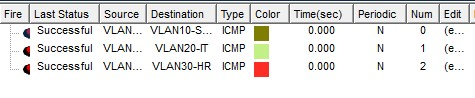 Fire Last Status Source Destination Type Color Time(sec) Periodic Num Edit
Successful VLAN... VLAN10-S... ICMP 0.000 N 0 (e...
Successful VLAN... VLAN20-IT ICMP 0.000 N 1 (e...
Successful VLAN... VLAN30-HR ICMP 0.000 N 2 (e...